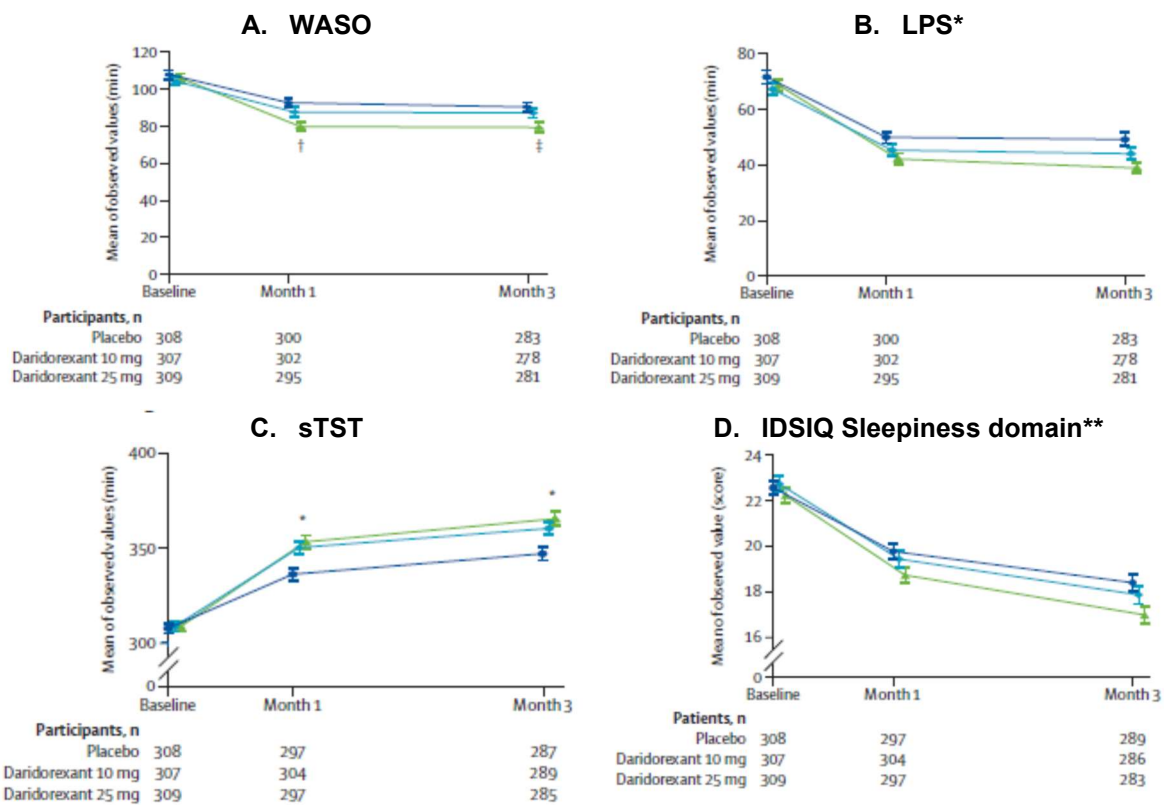 A. WASO
Mean of observed values (min)
120
100
80
60
40
20
0
†
‡
Baseline Month 1 Month 3
Participants, n
Placebo 308 300 283
Daridorexant 10 mg 307 302 278
Daridorexant 25 mg 309 295 281
B. LPS*
Mean of observed values (min)
80
60
40
20
0
Baseline Month 1 Month 3
Participants, n
Placebo 308 300 283
Daridorexant 10 mg 307 302 278
Daridorexant 25 mg 309 295 281
C. sTST
Mean of observed values (min)
400
350
300
0
*
*
Baseline Month 1 Month 3
Participants, n
Placebo 308 297 287
Daridorexant 10 mg 307 304 289
Daridorexant 25 mg 309 297 285
D. IDSIQ Sleepiness domain**
Mean of observed value (score)
24
22
20
18
16
0
Baseline Month 1 Month 3
Patients, n
Placebo 308 297 289
Daridorexant 10 mg 307 304 286
Daridorexant 25 mg 309 297 283